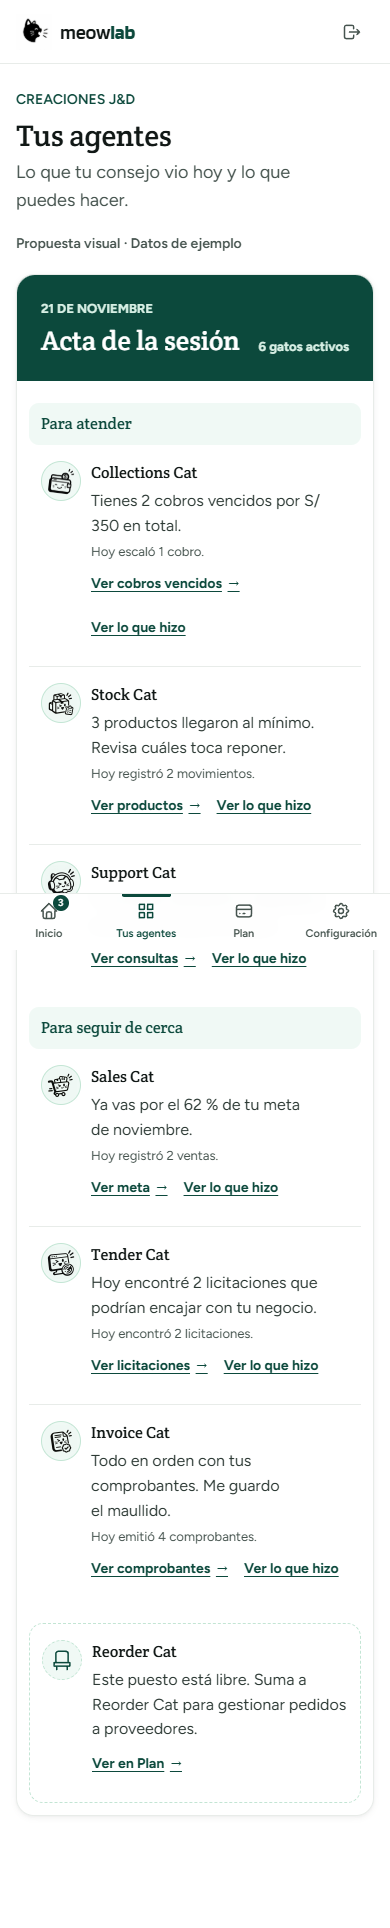 meowlab
CREACIONES J&D
Tus agentes
Lo que tu consejo vio hoy y lo que
puedes hacer.
Propuesta visual · Datos de ejemplo
21 DE NOVIEMBRE
Acta de la sesión
6 gatos activos
Para atender
Collections Cat
Tienes 2 cobros vencidos por S/
350 en total.
Hoy escaló 1 cobro.
Ver cobros vencidos →
Ver lo que hizo
Stock Cat
3 productos llegaron al mínimo.
Revisa cuáles toca reponer.
Hoy registró 2 movimientos.
Ver productos → Ver lo que hizo
Support Cat
3
Inicio Tus agentes Plan Configuración
Ver consultas → Ver lo que hizo
Para seguir de cerca
Sales Cat
Ya vas por el 62 % de tu meta
de noviembre.
Hoy registró 2 ventas.
Ver meta → Ver lo que hizo
Tender Cat
Hoy encontré 2 licitaciones que
podrían encajar con tu negocio.
Hoy encontró 2 licitaciones.
Ver licitaciones → Ver lo que hizo
Invoice Cat
Todo en orden con tus
comprobantes. Me guardo
el maullido.
Hoy emitió 4 comprobantes.
Ver comprobantes → Ver lo que hizo
Reorder Cat
Este puesto está libre. Suma a
Reorder Cat para gestionar pedidos
a proveedores.
Ver en Plan →